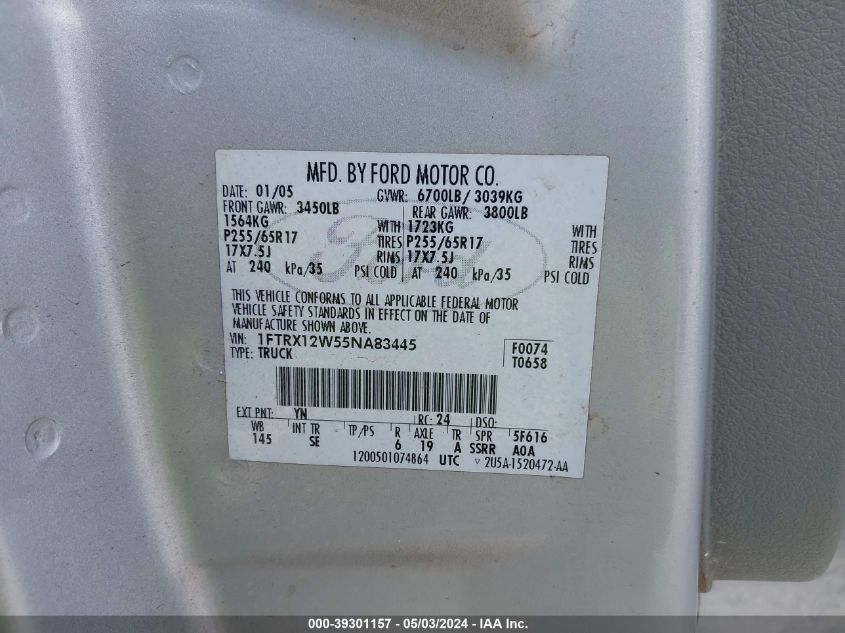 MFD. BY FORD MOTOR CO.
DATE: 01/05 GVWR: 6700LB/ 3039KG
FRONT GAWR: 3450LB REAR GAWR: 3800LB
1564KG WITH 1723KG WITH
P255/65R17 TIRES P255/65R17 TIRES
17X7.5J RIMS 17X7.5J RIMS
AT 240 kPa/35 PSI COLD AT 240 kPa/35 PSI COLD
Ford
THIS VEHICLE CONFORMS TO ALL APPLICABLE FEDERAL MOTOR
VEHICLE SAFETY STANDARDS IN EFFECT ON THE DATE OF
MANUFACTURE SHOWN ABOVE.
VIN: 1FTRX12W55NA83445 F0074
TYPE: TRUCK T0658
EXT PNT: YN RC: 24 DSO:
WB INT TR TP/PS R AXLE TR SPR 5F616
145 SE 6 19 A SSRR AOA
1200501074864 UTC V 2U5A-1520472-AA
000-39301157 - 05/03/2024 - IAA Inc.